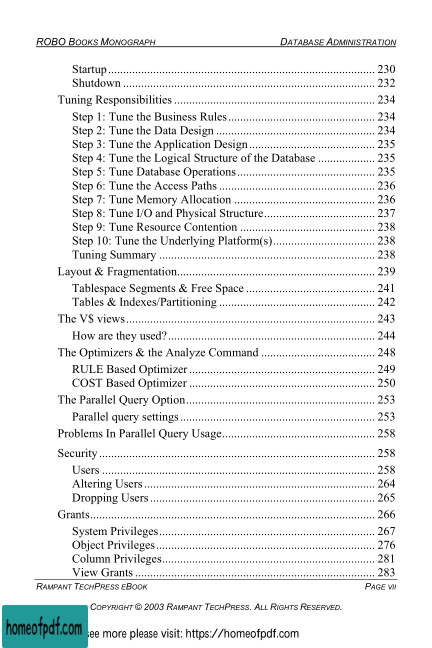 ROBO BOOKS MONOGRAPH DATABASE ADMINISTRATION
Startup ........ 230
Shutdown ........ 232
Tuning Responsibilities ........ 234
Step 1: Tune the Business Rules ........ 234
Step 2: Tune the Data Design ........ 234
Step 3: Tune the Application Design ........ 235
Step 4: Tune the Logical Structure of the Database ........ 235
Step 5: Tune Database Operations ........ 235
Step 6: Tune the Access Paths ........ 236
Step 7: Tune Memory Allocation ........ 236
Step 8: Tune I/O and Physical Structure ........ 237
Step 9: Tune Resource Contention ........ 238
Step 10: Tune the Underlying Platform(s) ........ 238
Tuning Summary ........ 238
Layout & Fragmentation ........ 239
Tablespace Segments & Free Space ........ 241
Tables & Indexes/Partitioning ........ 242
The V$ views ........ 243
How are they used? ........ 244
The Optimizers & the Analyze Command ........ 248
RULE Based Optimizer ........ 249
COST Based Optimizer ........ 250
The Parallel Query Option ........ 253
Parallel query settings ........ 253
Problems In Parallel Query Usage ........ 258
Security ........ 258
Users ........ 258
Altering Users ........ 264
Dropping Users ........ 265
Grants ........ 266
System Privileges ........ 267
Object Privileges ........ 276
Column Privileges ........ 281
View Grants ........ 283
RAMPANT TECHPRESS EBOOK PAGE VII
COPYRIGHT © 2003 RAMPANT TECHPRESS. ALL RIGHTS RESERVED.
homeofpdf.com see more please visit: https://homeofpdf.com